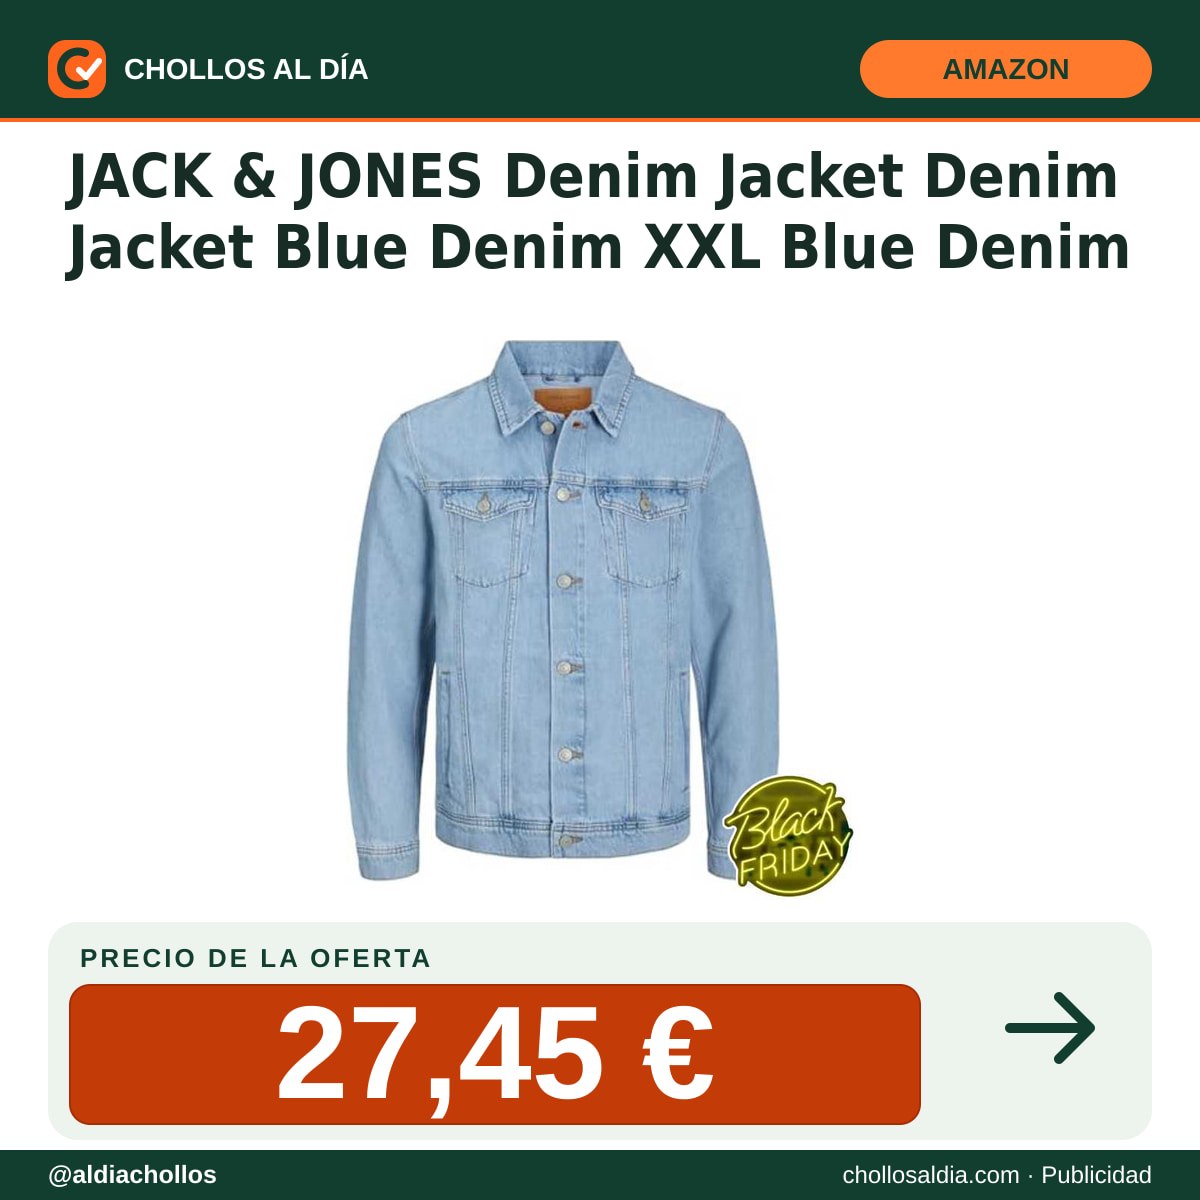 CHOLLOS AL DÍA
AMAZON
JACK & JONES Denim Jacket Denim
Jacket Blue Denim XXL Blue Denim
Black
FRIDAY
PRECIO DE LA OFERTA
27,45 €
@aldiachollos
chollosaldia.com · Publicidad